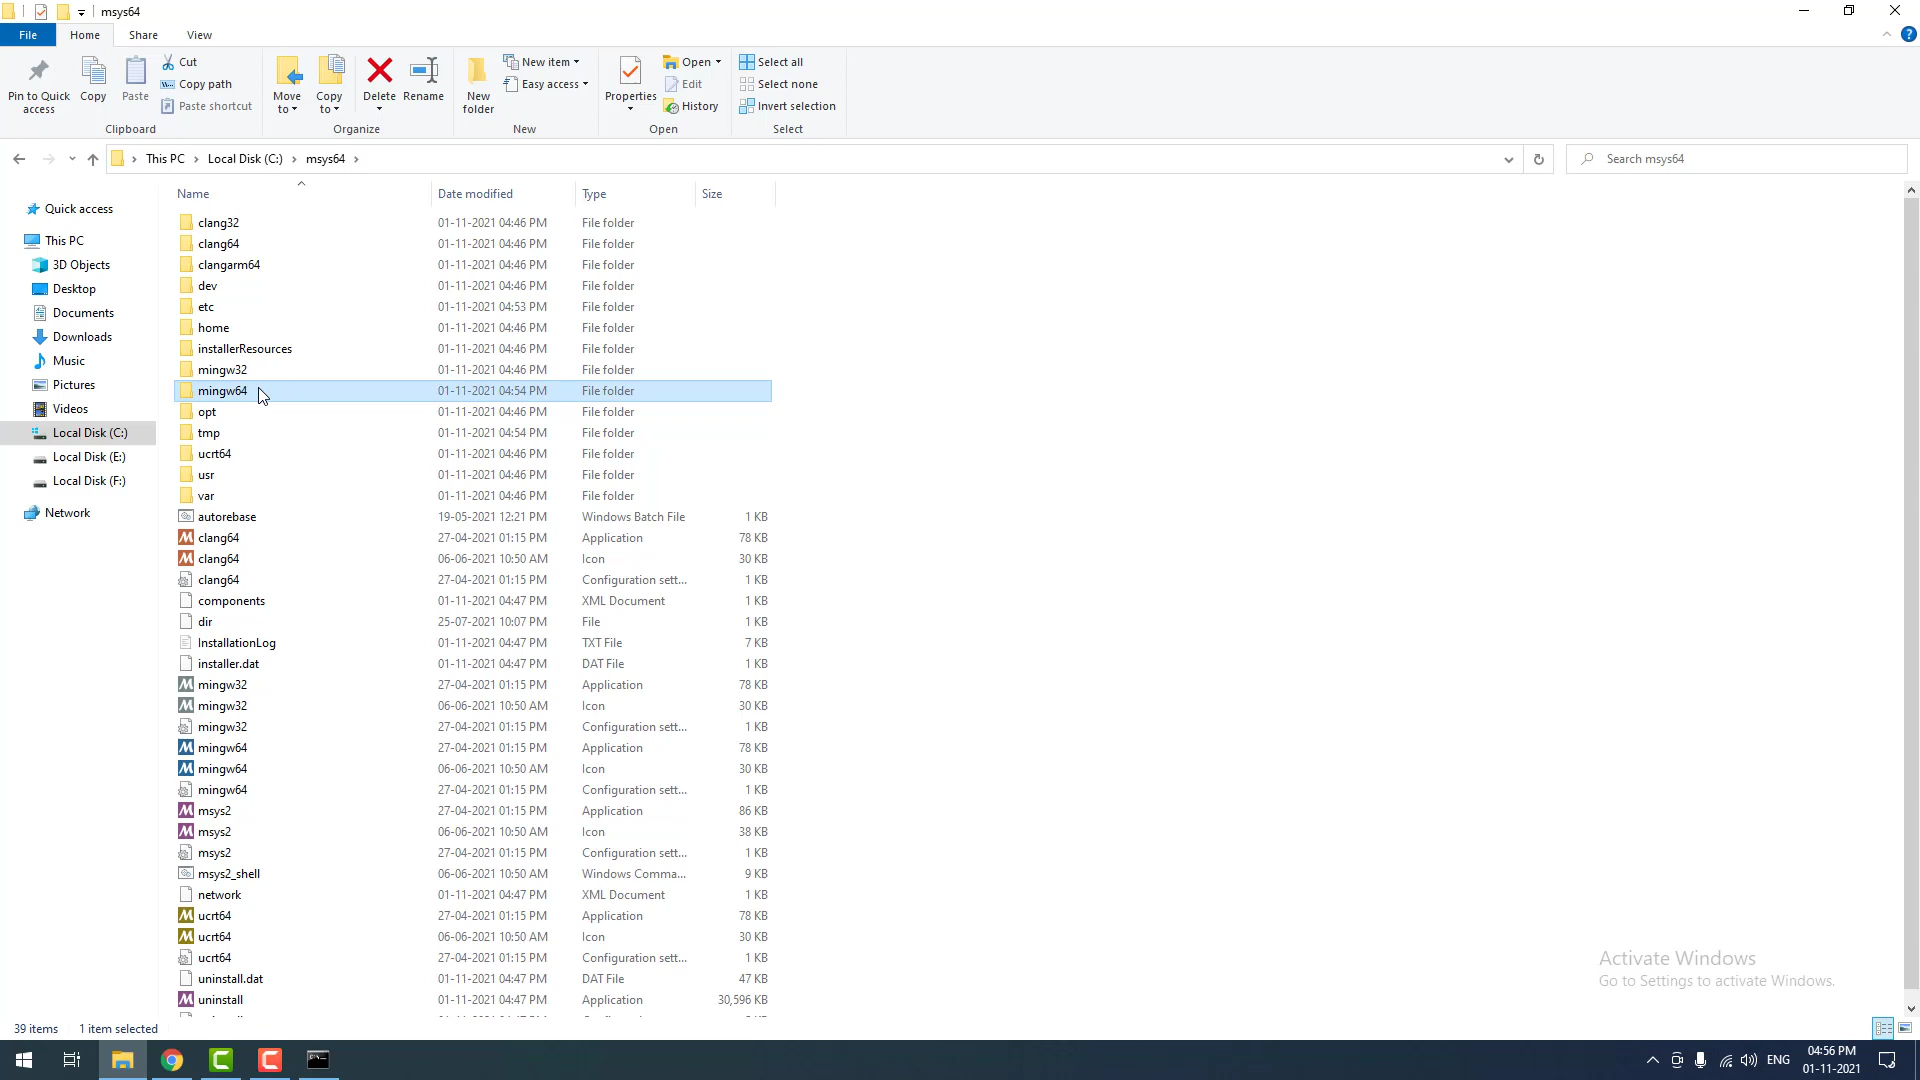 msys64
File
Home
Share
View
Pin to Quick access
Copy
Paste
Cut
Copy path
Paste shortcut
Clipboard
Move to
Copy to
Delete
Rename
Organize
New folder
New item
Easy access
New
Properties
Open
Edit
History
Open
Select all
Select none
Invert selection
Select
This PC
Local Disk (C:)
msys64
Search msys64
Name
Date modified
Type
Size
Quick access
This PC
3D Objects
Desktop
Documents
Downloads
Music
Pictures
Videos
Local Disk (C:)
Local Disk (E:)
Local Disk (F:)
Network
clang32 01-11-2021 04:46 PM File folder
clang64 01-11-2021 04:46 PM File folder
clangarm64 01-11-2021 04:46 PM File folder
dev 01-11-2021 04:46 PM File folder
etc 01-11-2021 04:53 PM File folder
home 01-11-2021 04:46 PM File folder
installerResources 01-11-2021 04:46 PM File folder
mingw32 01-11-2021 04:46 PM File folder
mingw64 01-11-2021 04:54 PM File folder
opt 01-11-2021 04:46 PM File folder
tmp 01-11-2021 04:54 PM File folder
ucrt64 01-11-2021 04:46 PM File folder
usr 01-11-2021 04:46 PM File folder
var 01-11-2021 04:46 PM File folder
autorebase 19-05-2021 12:21 PM Windows Batch File 1 KB
clang64 27-04-2021 01:15 PM Application 78 KB
clang64 06-06-2021 10:50 AM Icon 30 KB
clang64 27-04-2021 01:15 PM Configuration sett... 1 KB
components 01-11-2021 04:47 PM XML Document 1 KB
dir 25-07-2021 10:07 PM File 1 KB
InstallationLog 01-11-2021 04:47 PM TXT File 7 KB
installer.dat 01-11-2021 04:47 PM DAT File 1 KB
mingw32 27-04-2021 01:15 PM Application 78 KB
mingw32 06-06-2021 10:50 AM Icon 30 KB
mingw32 27-04-2021 01:15 PM Configuration sett... 1 KB
mingw64 27-04-2021 01:15 PM Application 78 KB
mingw64 06-06-2021 10:50 AM Icon 30 KB
mingw64 27-04-2021 01:15 PM Configuration sett... 1 KB
msys2 27-04-2021 01:15 PM Application 86 KB
msys2 06-06-2021 10:50 AM Icon 38 KB
msys2 27-04-2021 01:15 PM Configuration sett... 1 KB
msys2_shell 06-06-2021 10:50 AM Windows Comma... 9 KB
network 01-11-2021 04:47 PM XML Document 1 KB
ucrt64 27-04-2021 01:15 PM Application 78 KB
ucrt64 06-06-2021 10:50 AM Icon 30 KB
ucrt64 27-04-2021 01:15 PM Configuration sett... 1 KB
uninstall.dat 01-11-2021 04:47 PM DAT File 47 KB
uninstall 01-11-2021 04:47 PM Application 30,596 KB
Activate Windows
Go to Settings to activate Windows.
39 items 1 item selected
ENG
04:56 PM
01-11-2021